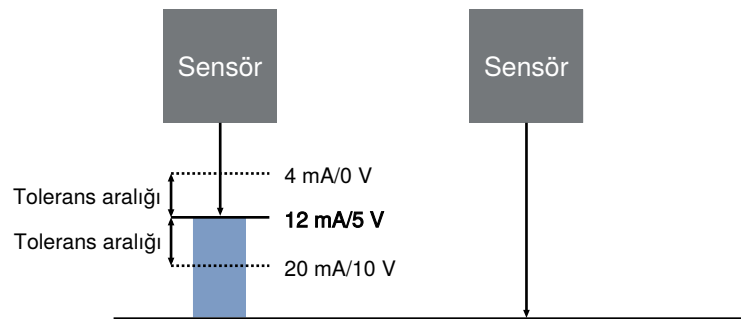 Sensör
Sensör
4 mA/0 V
Tolerans aralığı
12 mA/5 V
Tolerans aralığı
20 mA/10 V